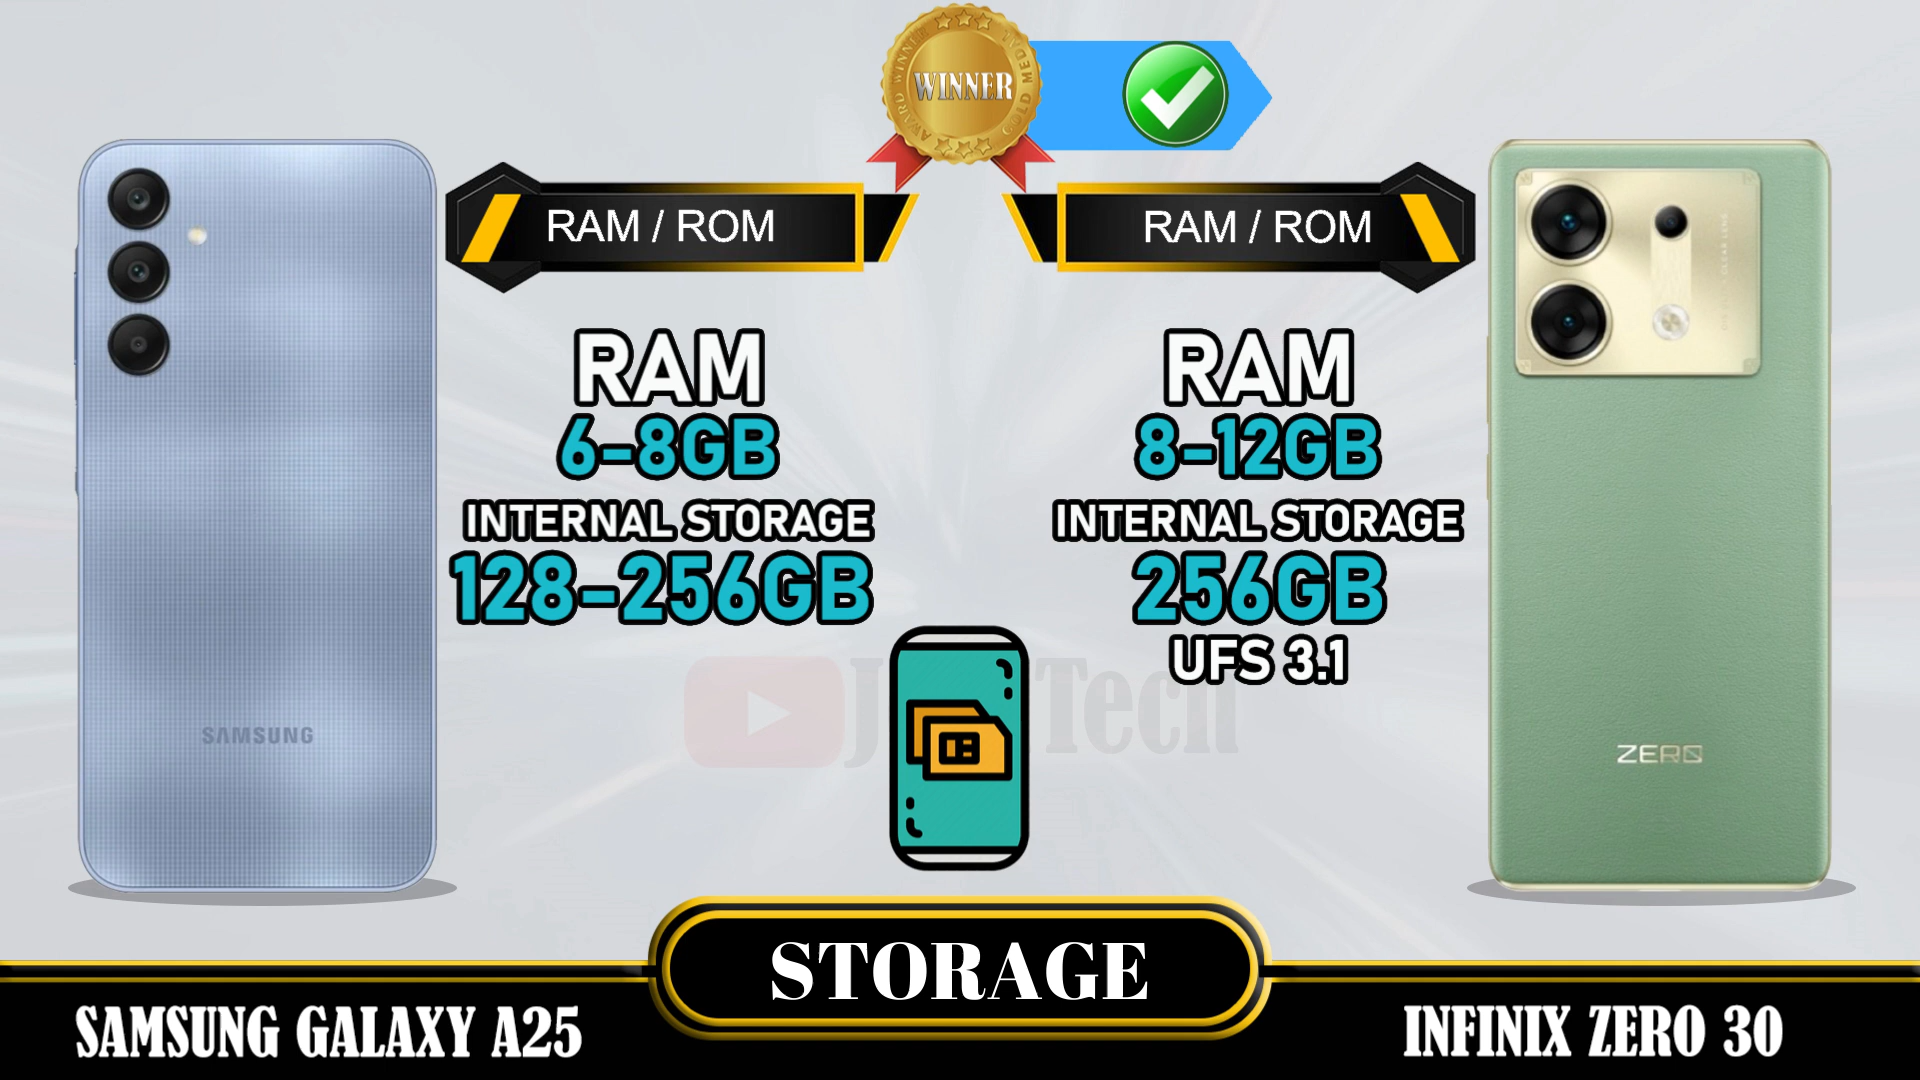 WINNER
RAM / ROM
RAM / ROM
RAM
6-8GB
INTERNAL STORAGE
128-256GB
RAM
8-12GB
INTERNAL STORAGE
256GB
UFS 3.1
Tech
SAMSUNG
ZERO
STORAGE
SAMSUNG GALAXY A25
INFINIX ZERO 30